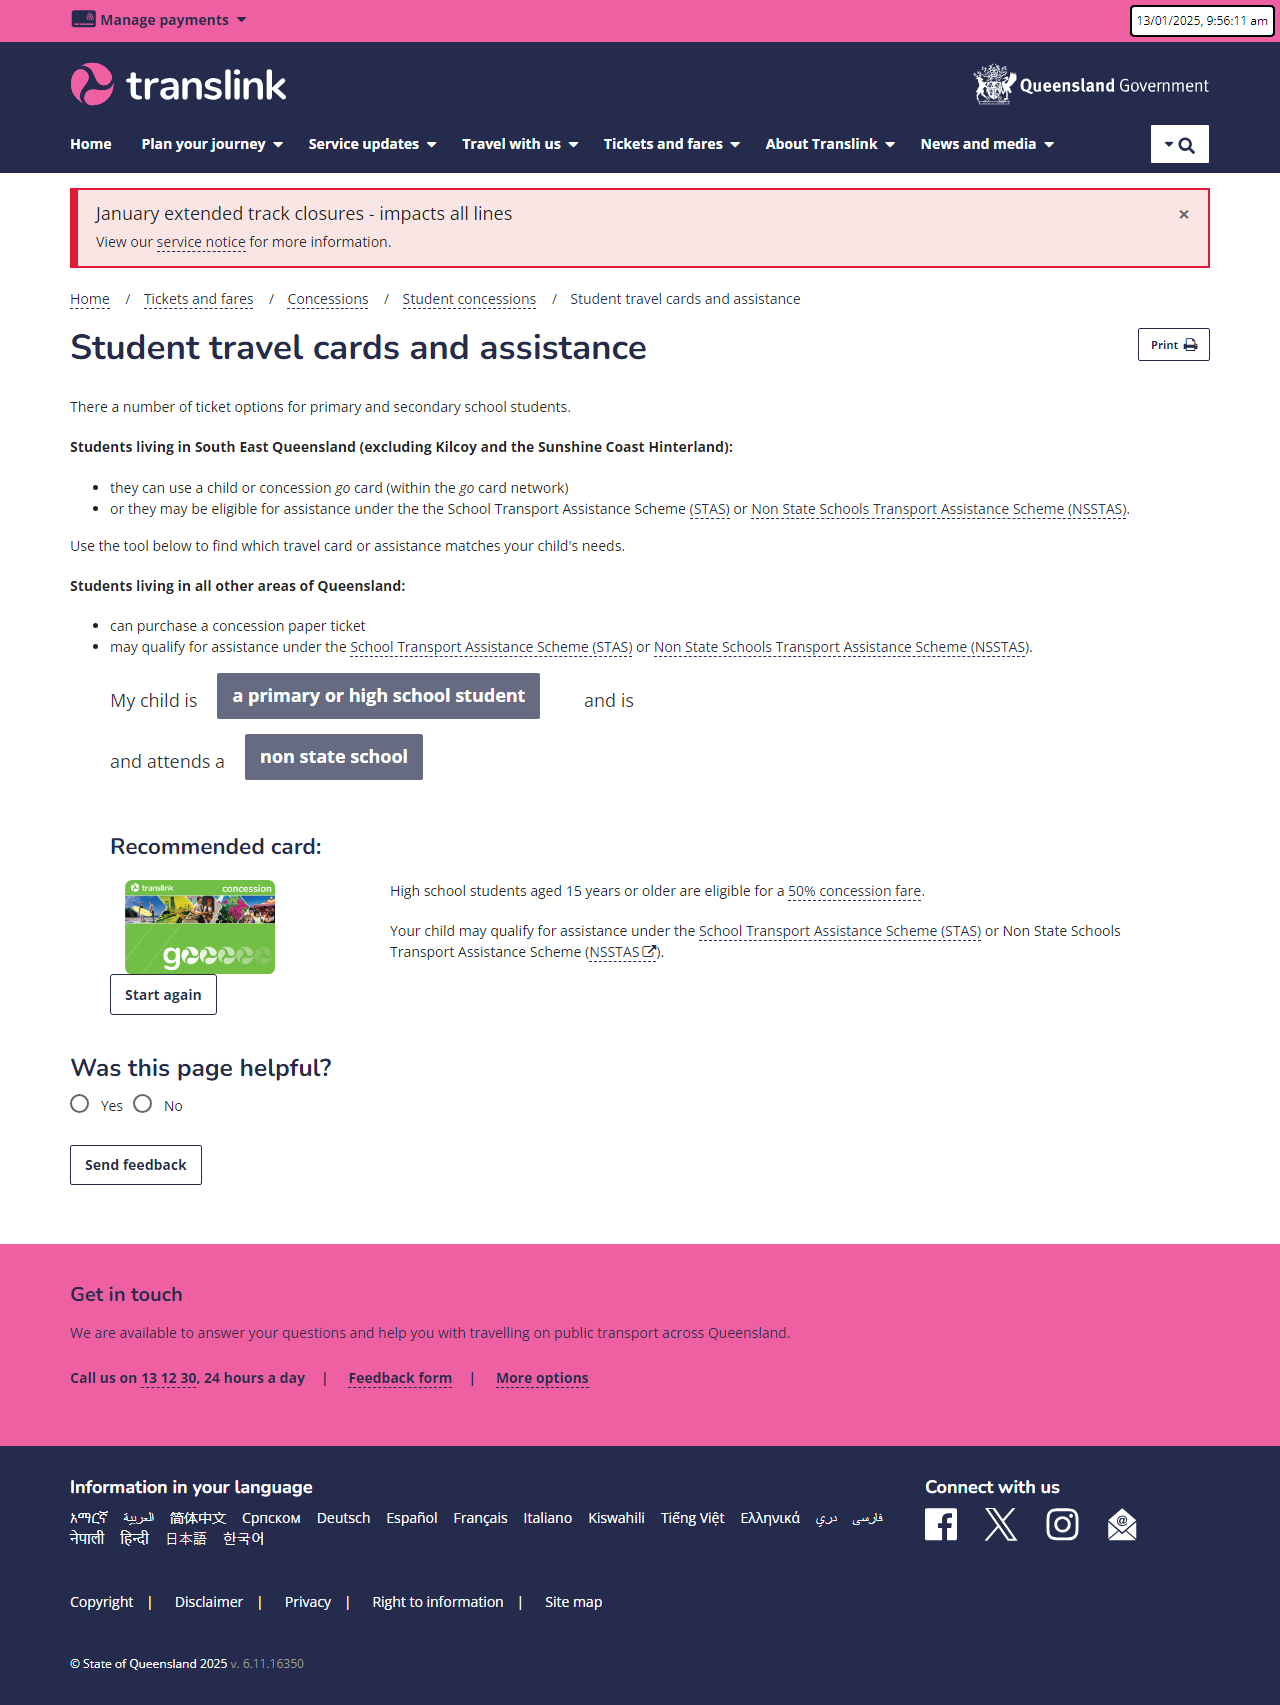 Manage payments
13/01/2025, 9:56:11 am
translink
Queensland Government
Home Plan your journey Service updates Travel with us Tickets and fares About Translink News and media
January extended track closures - impacts all lines
×
View our service notice for more information.
Home / Tickets and fares / Concessions / Student concessions / Student travel cards and assistance
Student travel cards and assistance
Print
There a number of ticket options for primary and secondary school students.
Students living in South East Queensland (excluding Kilcoy and the Sunshine Coast Hinterland):
• they can use a child or concession go card (within the go card network)
• or they may be eligible for assistance under the the School Transport Assistance Scheme (STAS) or Non State Schools Transport Assistance Scheme (NSSTAS).
Use the tool below to find which travel card or assistance matches your child's needs.
Students living in all other areas of Queensland:
• can purchase a concession paper ticket
• may qualify for assistance under the School Transport Assistance Scheme (STAS) or Non State Schools Transport Assistance Scheme (NSSTAS).
My child is a primary or high school student and is
and attends a non state school
Recommended card:
translink concession
go
High school students aged 15 years or older are eligible for a 50% concession fare.
Your child may qualify for assistance under the School Transport Assistance Scheme (STAS) or Non State Schools
Transport Assistance Scheme (NSSTAS).
Start again
Was this page helpful?
Yes No
Send feedback
Get in touch
We are available to answer your questions and help you with travelling on public transport across Queensland.
Call us on 13 12 30, 24 hours a day | Feedback form | More options
Information in your language
Connect with us
አማርኛ العربية 简体中文 Српском Deutsch Español Français Italiano Kiswahili Tiếng Việt Ελληνικά دري فارسی
नेपाली हिन्दी 日本語 한국어
Copyright | Disclaimer | Privacy | Right to information | Site map
© State of Queensland 2025 v. 6.11.16350